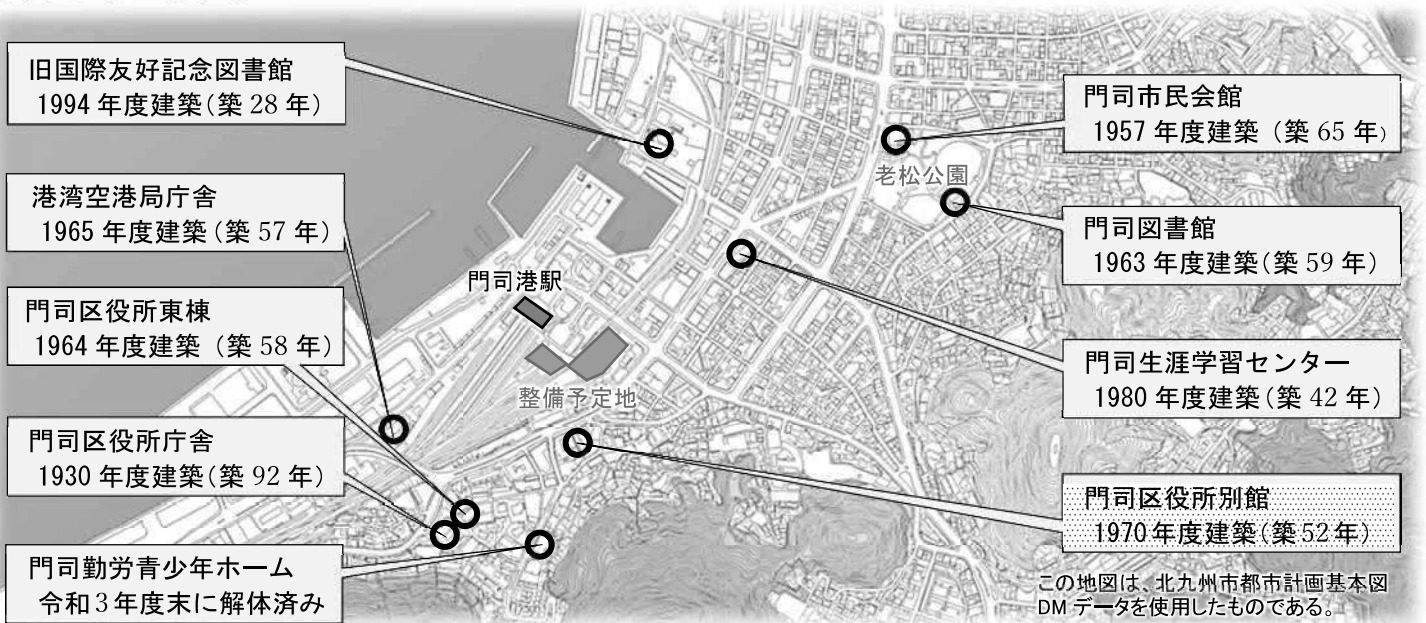 旧国際友好記念図書館
1994 年度建築(築 28 年)
港湾空港局庁舎
1965 年度建築(築 57 年)
門司区役所東棟
1964 年度建築 (築 58 年)
門司区役所庁舎
1930 年度建築(築 92 年)
門司勤労青少年ホーム
令和3年度末に解体済み
門司港駅
整備予定地
老松公園
門司市民会館
1957 年度建築 (築 65 年)
門司図書館
1963 年度建築(築 59 年)
門司生涯学習センター
1980 年度建築(築 42 年)
門司区役所別館
1970年度建築(築 52 年)
この地図は、北九州市都市計画基本図
DM データを使用したものである。